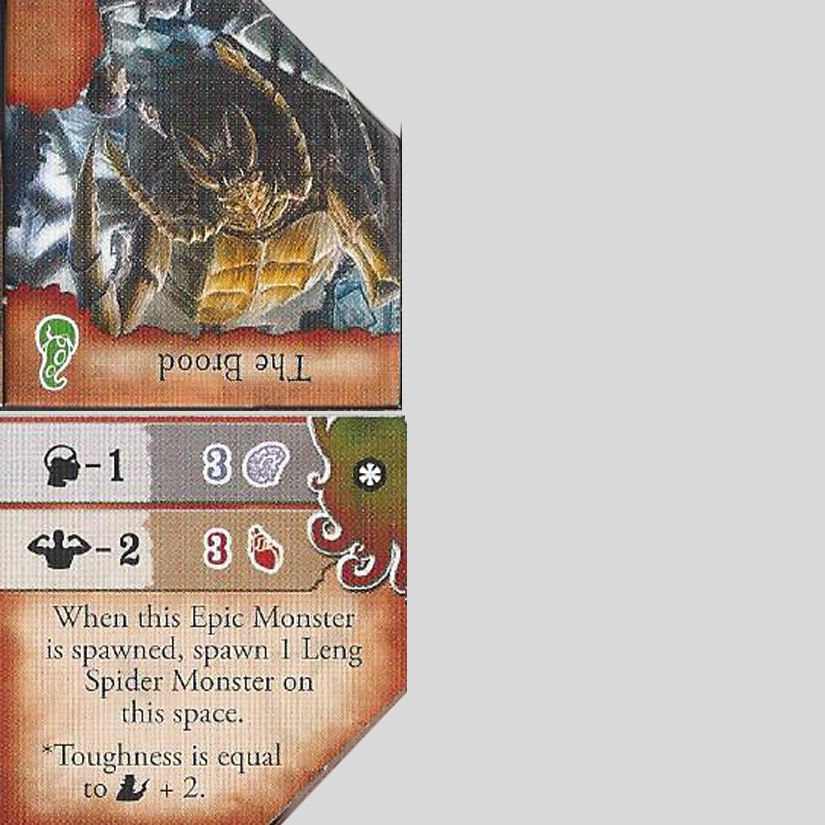 The Brood
-1 3
*
-2 3
When this Epic Monster
is spawned, spawn 1 Leng
Spider Monster on
this space.
*Toughness is equal
to + 2.